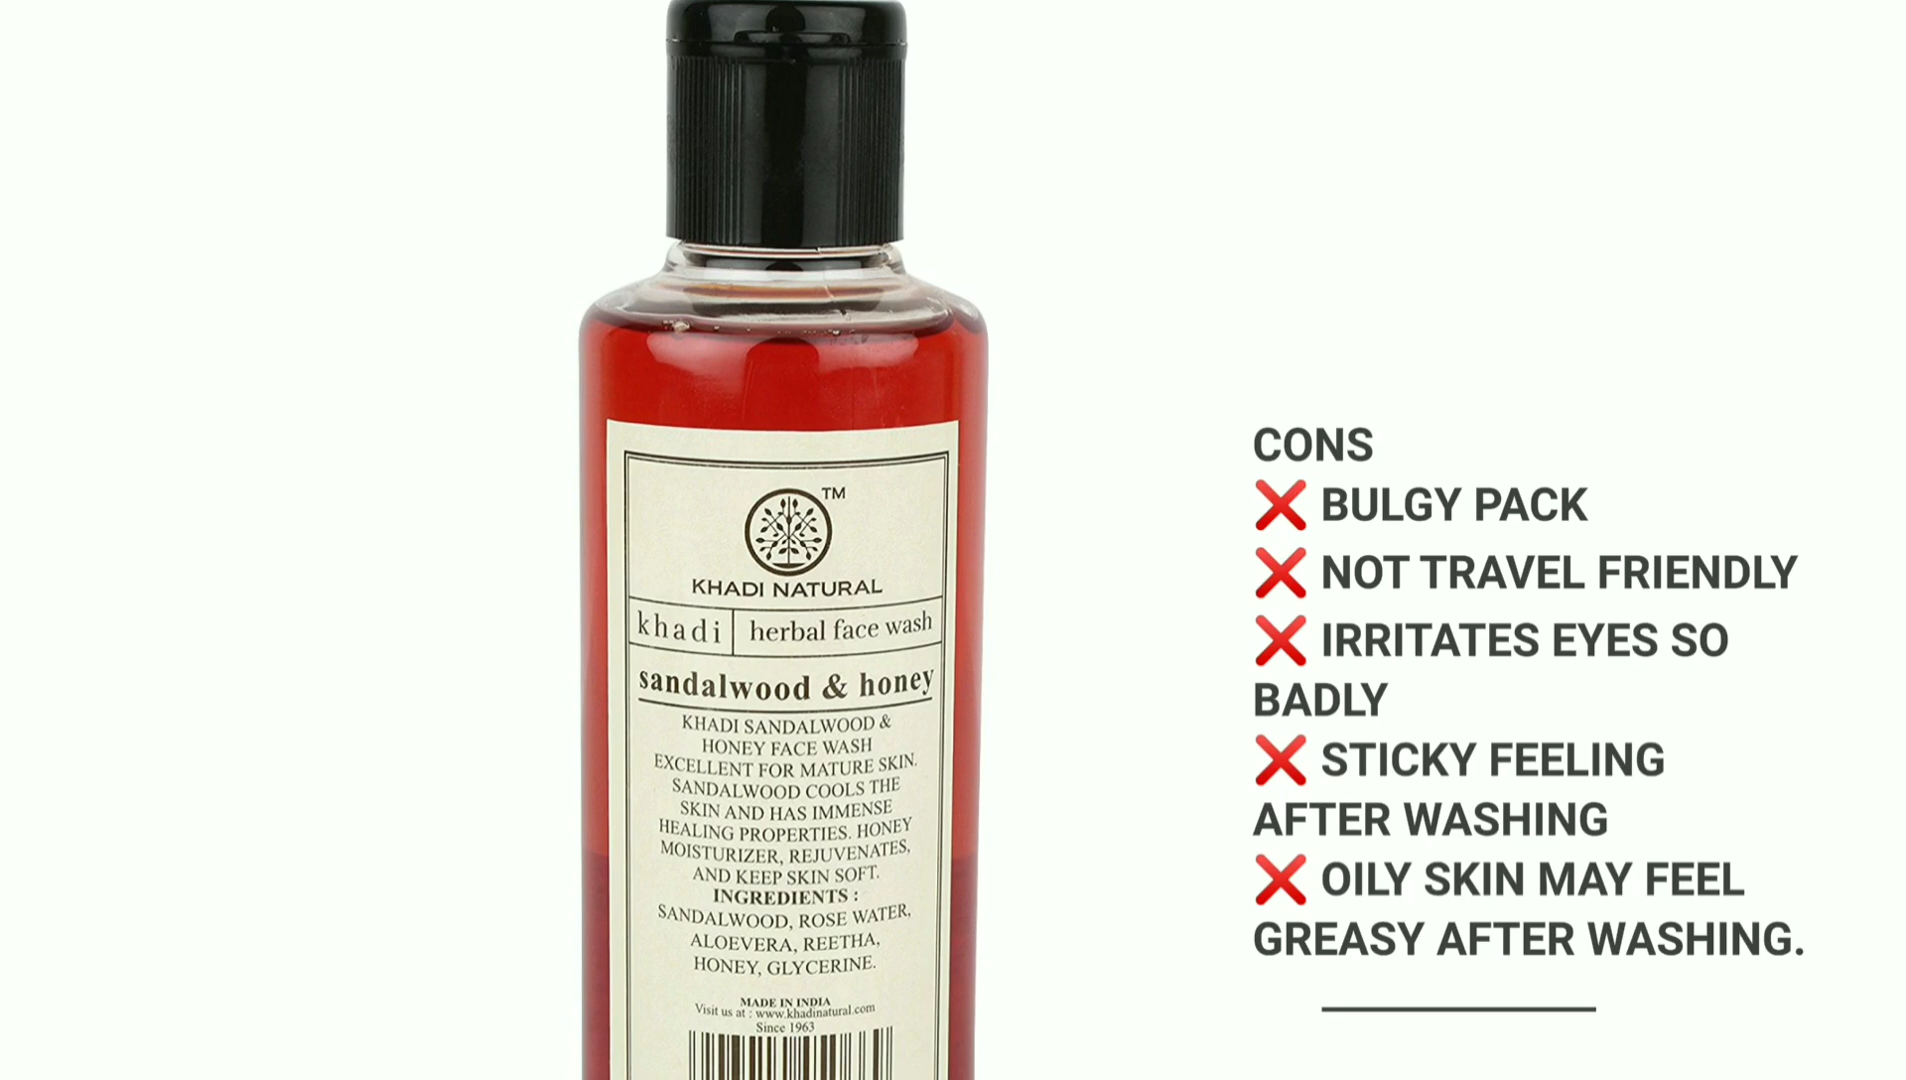 TM
KHADI NATURAL
khadi herbal face wash
sandalwood & honey
KHADI SANDALWOOD &
HONEY FACE WASH
EXCELLENT FOR MATURE SKIN.
SANDALWOOD COOLS THE
SKIN AND HAS IMMENSE
HEALING PROPERTIES. HONEY
MOISTURIZER, REJUVENATES,
AND KEEP SKIN SOFT.
INGREDIENTS :
SANDALWOOD, ROSE WATER,
ALOEVERA, REETHA,
HONEY, GLYCERINE.
MADE IN INDIA
Visit us at : www.khadinatural.com
Since 1963
CONS
❌ BULGY PACK
❌ NOT TRAVEL FRIENDLY
❌ IRRITATES EYES SO
BADLY
❌ STICKY FEELING
AFTER WASHING
❌ OILY SKIN MAY FEEL
GREASY AFTER WASHING.